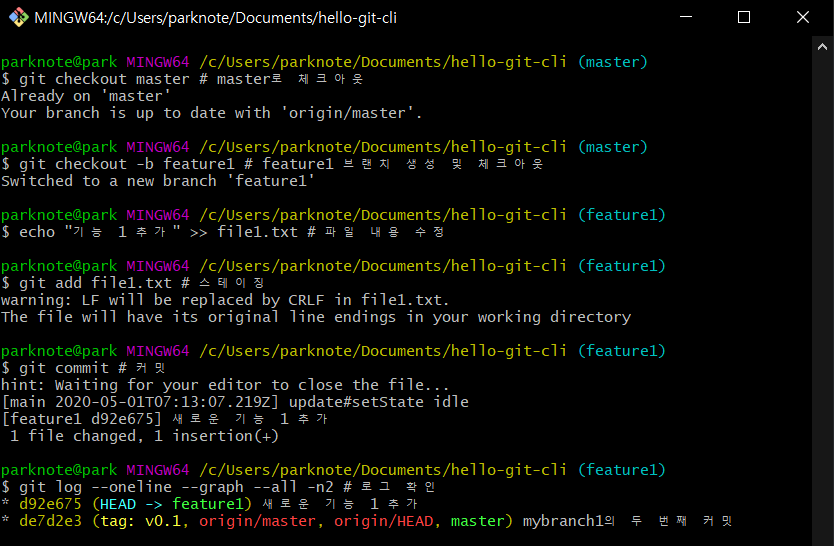 MINGW64:/c/Users/parknote/Documents/hello-git-cli
parknote@park MINGW64 /c/Users/parknote/Documents/hello-git-cli (master)
$ git checkout master # master로 체크아웃
Already on 'master'
Your branch is up to date with 'origin/master'.
parknote@park MINGW64 /c/Users/parknote/Documents/hello-git-cli (master)
$ git checkout -b feature1 # feature1 브랜치 생성 및 체크아웃
Switched to a new branch 'feature1'
parknote@park MINGW64 /c/Users/parknote/Documents/hello-git-cli (feature1)
$ echo "기능 1 추가" >> file1.txt # 파일 내용 수정
parknote@park MINGW64 /c/Users/parknote/Documents/hello-git-cli (feature1)
$ git add file1.txt # 스테이징
warning: LF will be replaced by CRLF in file1.txt.
The file will have its original line endings in your working directory
parknote@park MINGW64 /c/Users/parknote/Documents/hello-git-cli (feature1)
$ git commit # 커밋
hint: Waiting for your editor to close the file...
[main 2020-05-01T07:13:07.219Z] update#setState idle
[feature1 d92e675] 새로운 기능 1 추가
 1 file changed, 1 insertion(+)
parknote@park MINGW64 /c/Users/parknote/Documents/hello-git-cli (feature1)
$ git log --oneline --graph --all -n2 # 로그 확인
* d92e675 (HEAD -> feature1) 새로운 기능 1 추가
* de7d2e3 (tag: v0.1, origin/master, origin/HEAD, master) mybranch1의 두 번째 커밋